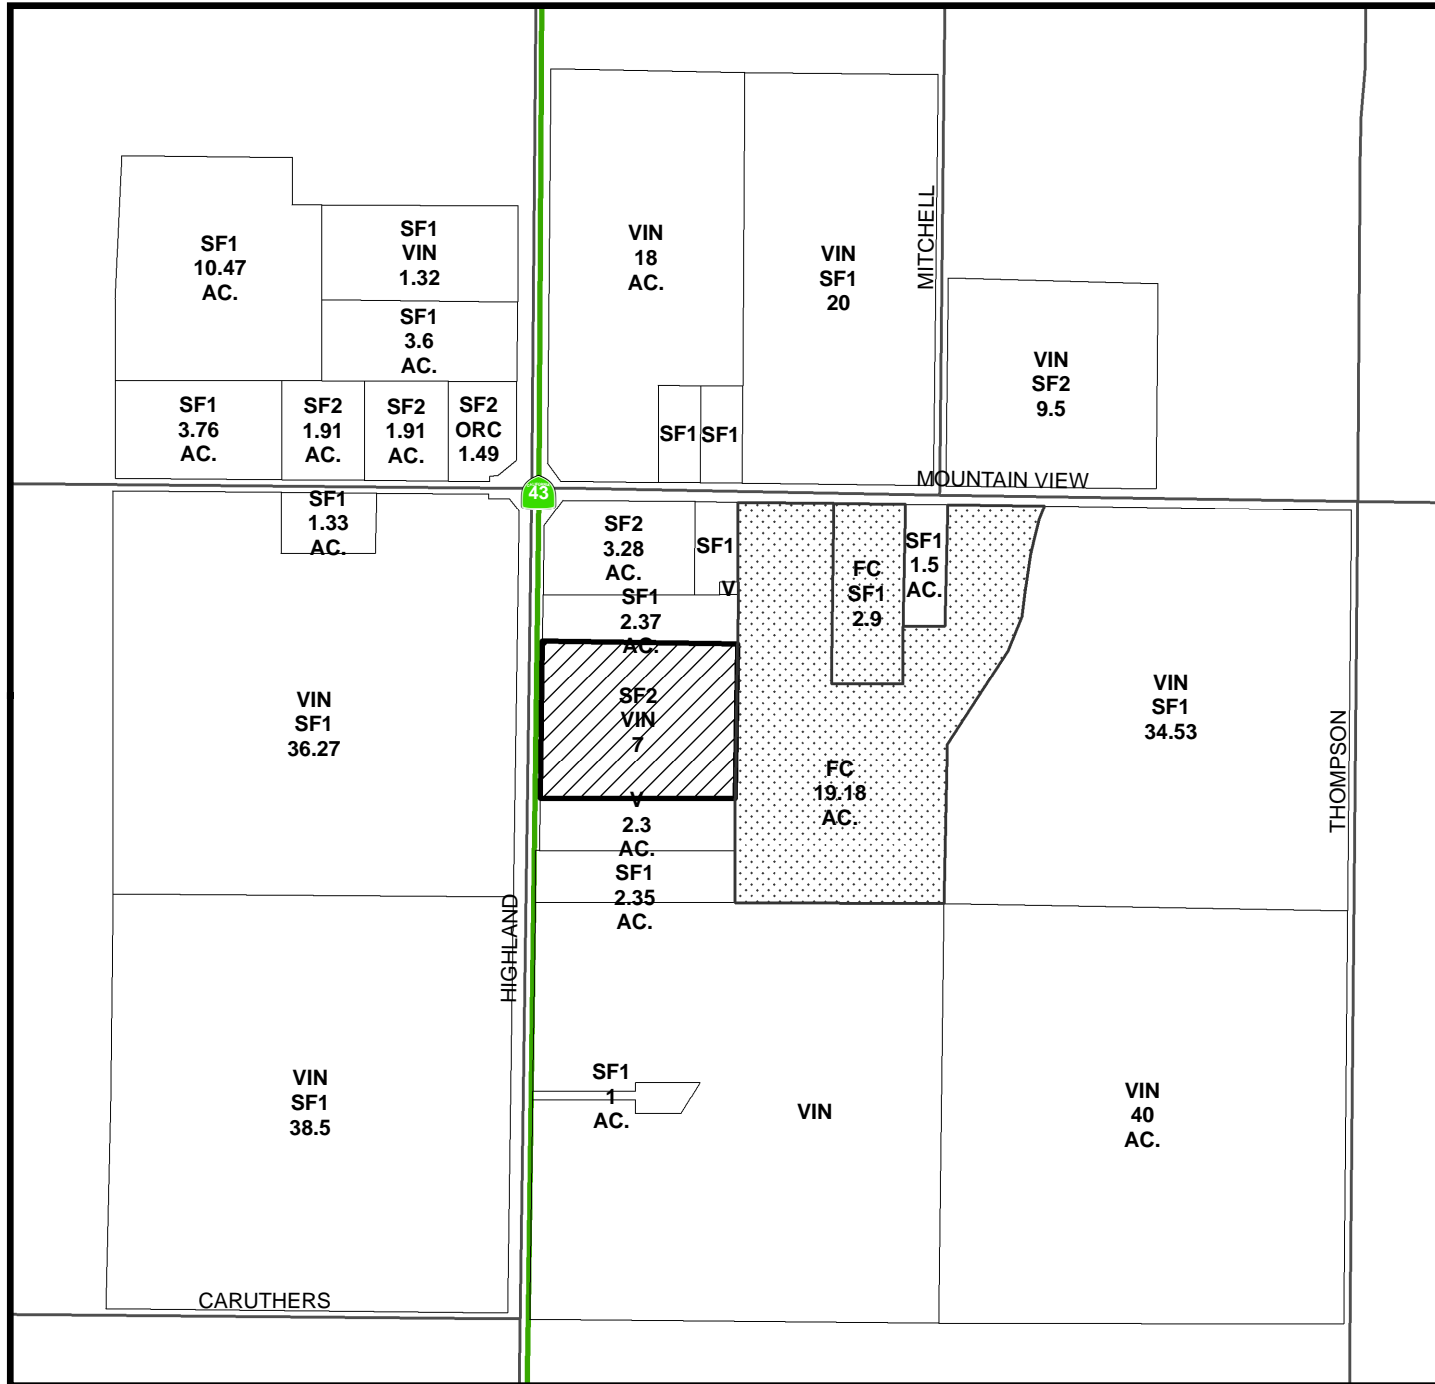 SF1
10.47
AC.
SF1
VIN
1.32
SF1
3.6
AC.
VIN
18
AC.
VIN
SF1
20
MITCHELL
VIN
SF2
9.5
SF1
3.76
AC.
SF2
1.91
AC.
SF2
1.91
AC.
SF2
ORC
1.49
SF1
SF1
MOUNTAIN VIEW
43
SF1
1.33
AC.
SF2
3.28
AC.
SF1
V
SF1
2.37
AC.
FC
SF1
2.9
SF1
1.5
AC.
VIN
SF1
36.27
SF2
VIN
7
VIN
SF1
34.53
THOMPSON
FC
19.18
AC.
V
2.3
AC.
SF1
2.35
AC.
HIGHLAND
VIN
SF1
38.5
SF1
1
AC.
VIN
VIN
40
AC.
CARUTHERS